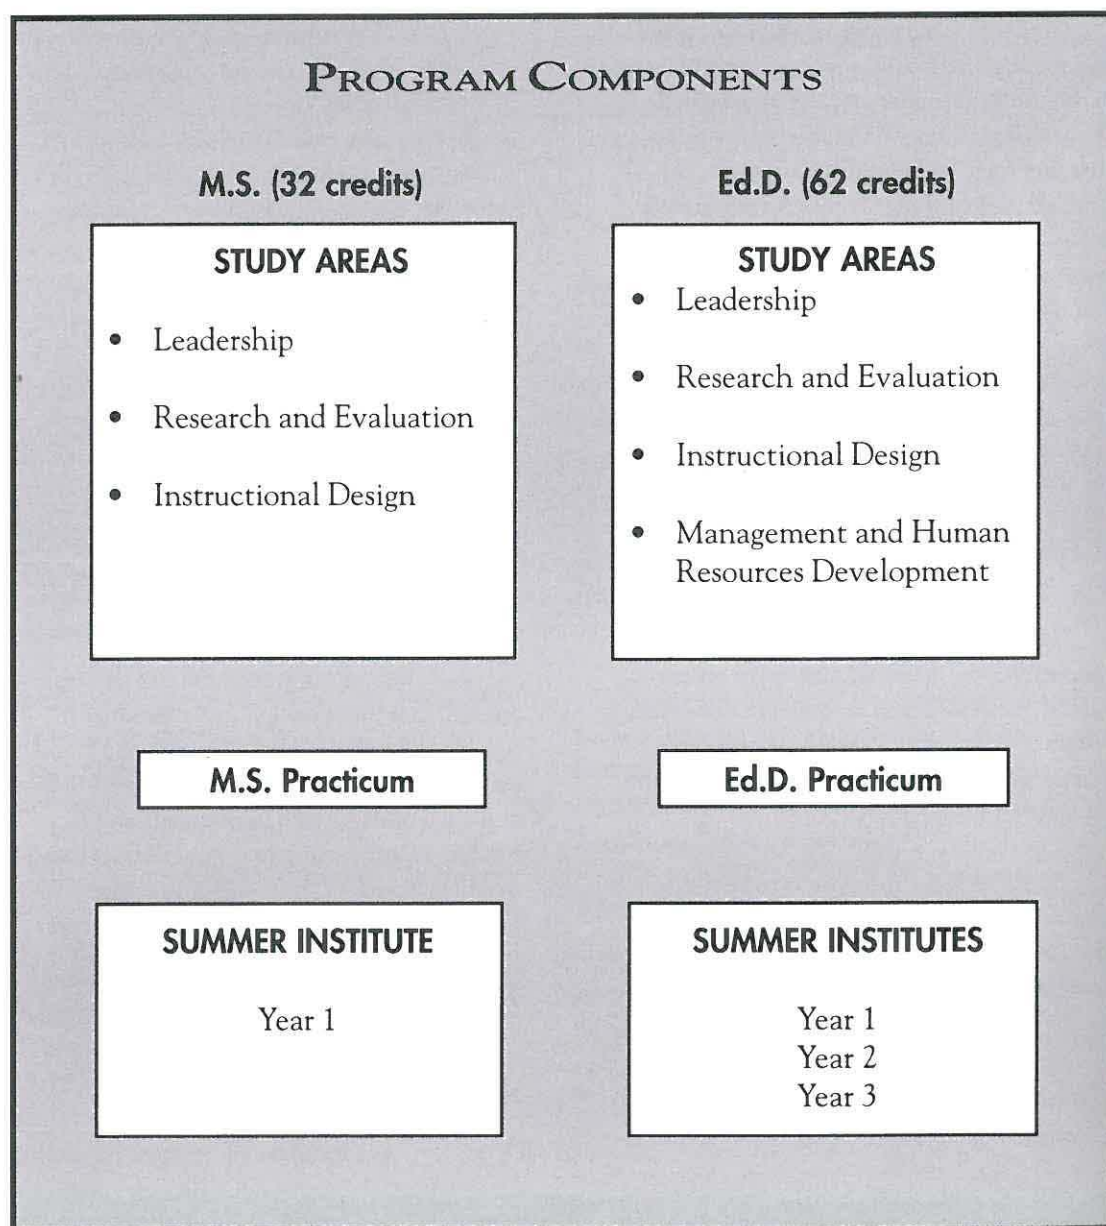 PROGRAM COMPONENTS
M.S. (32 credits)
STUDY AREAS
• Leadership
• Research and Evaluation
• Instructional Design
M.S. Practicum
SUMMER INSTITUTE
Year 1
Ed.D. (62 credits)
STUDY AREAS
• Leadership
• Research and Evaluation
• Instructional Design
• Management and Human
Resources Development
Ed.D. Practicum
SUMMER INSTITUTES
Year 1
Year 2
Year 3